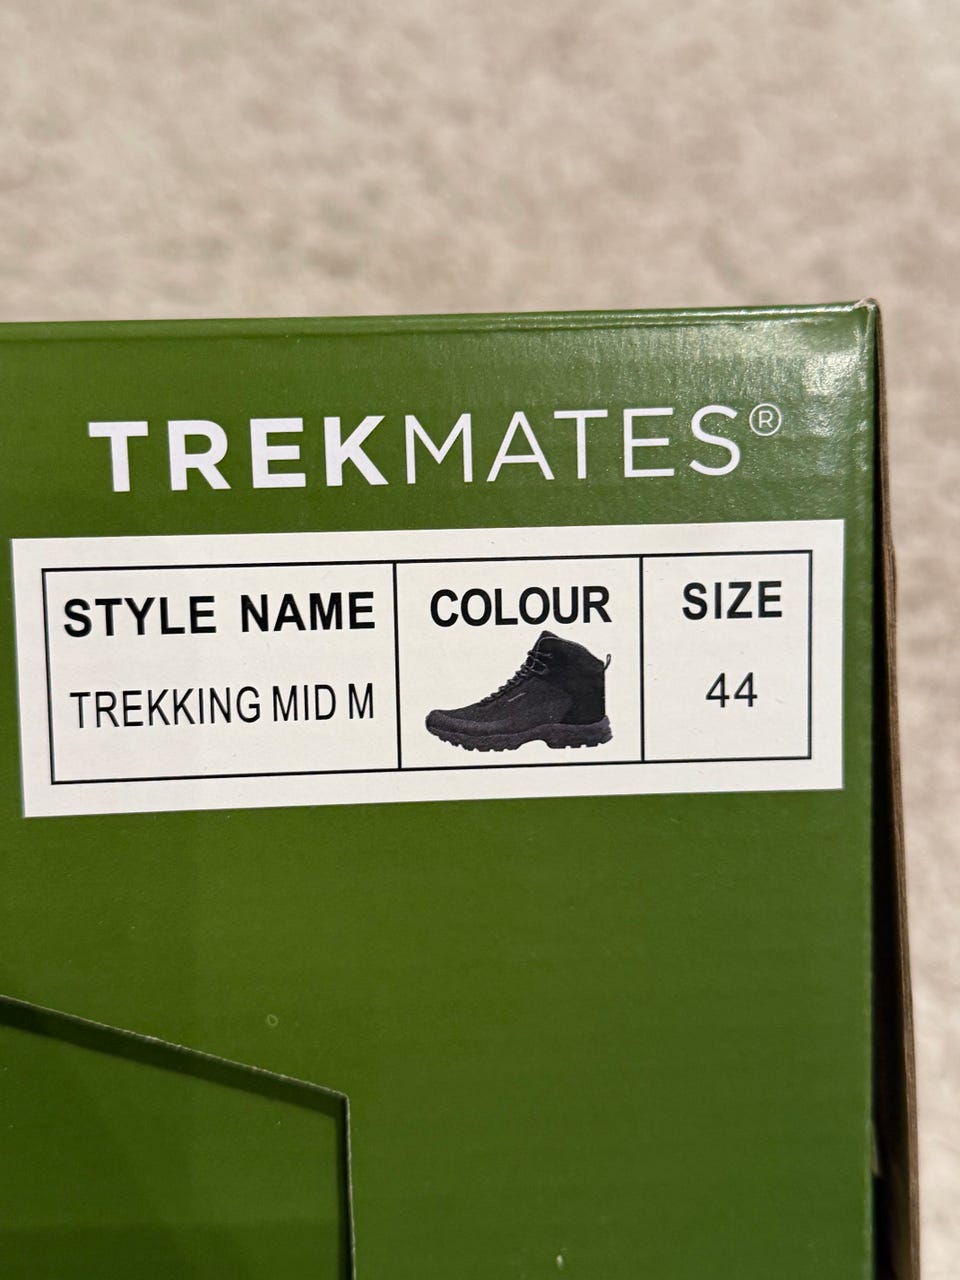 TREKMATES®
STYLE NAME COLOUR SIZE
TREKKING MID M 44